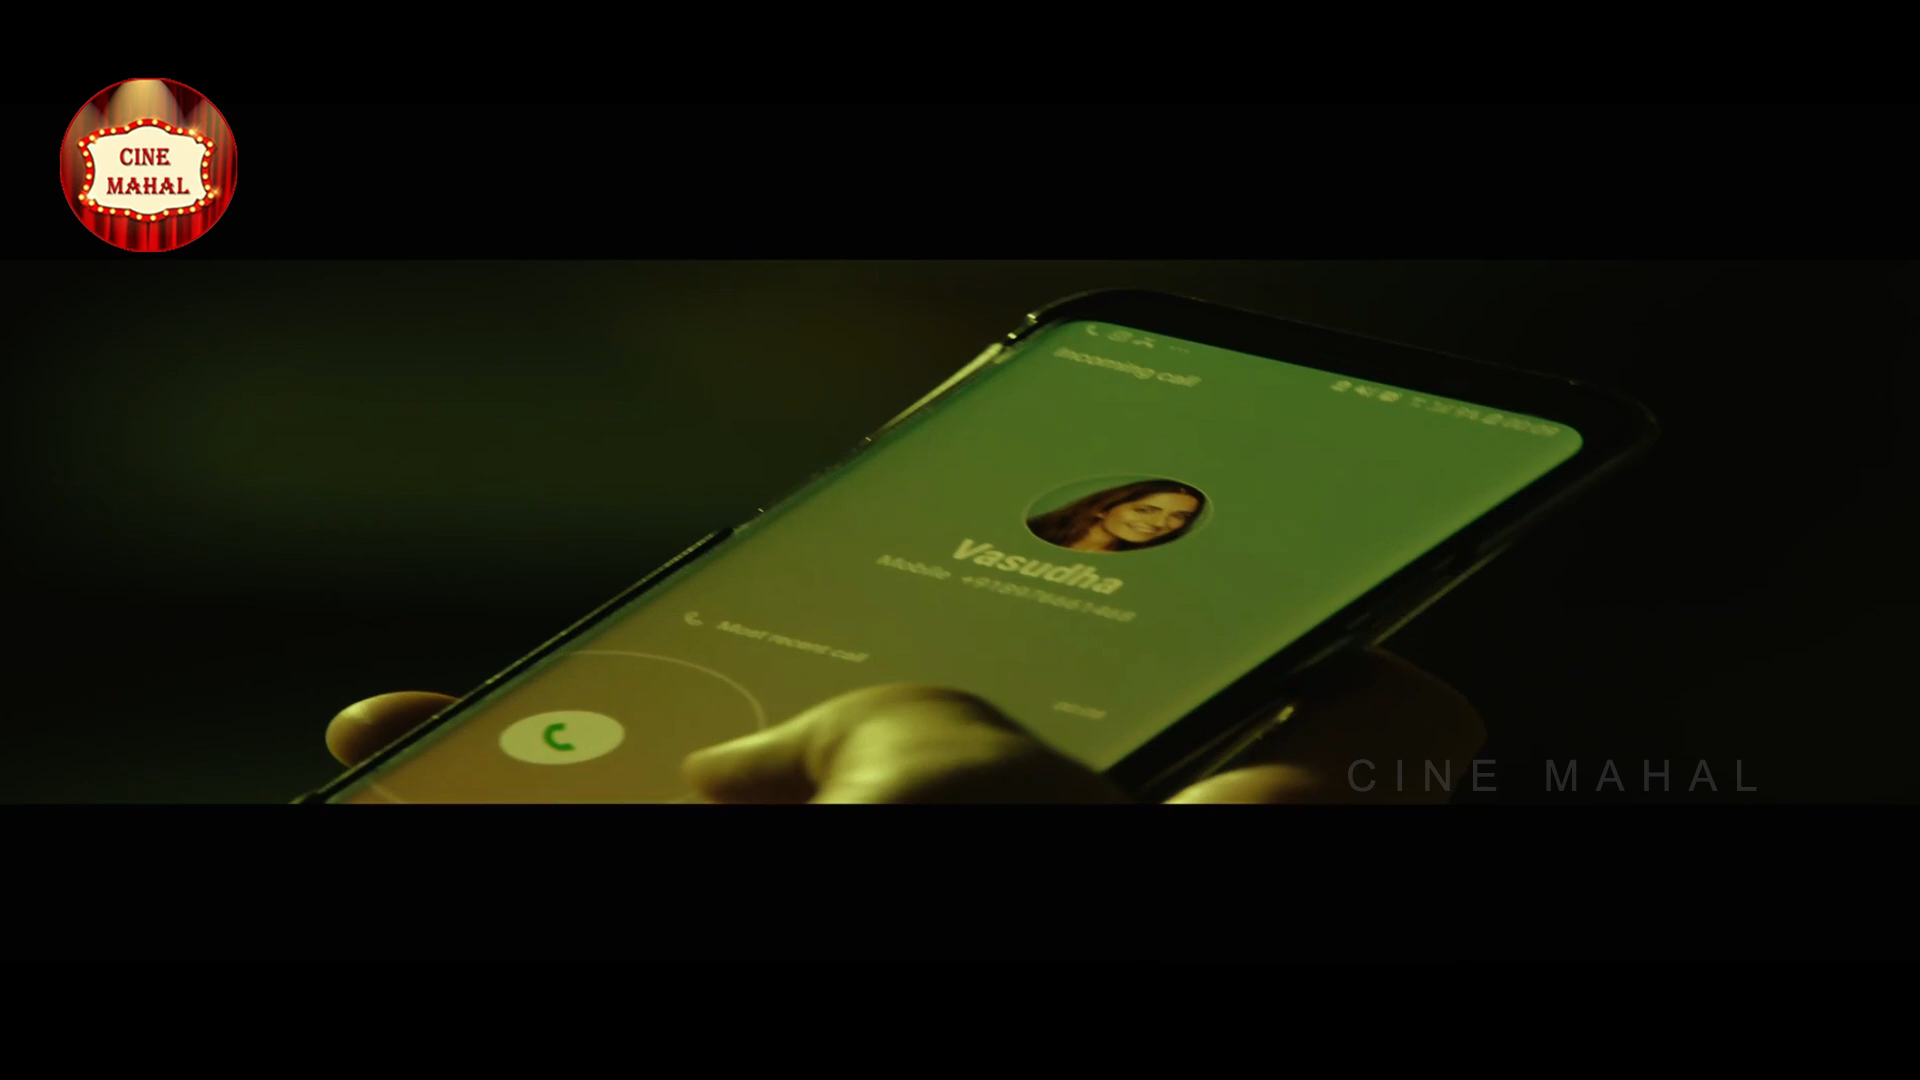 CINE
MAHAL
Incoming call
Vasudha
Mobile
Most recent call
CINE MAHAL